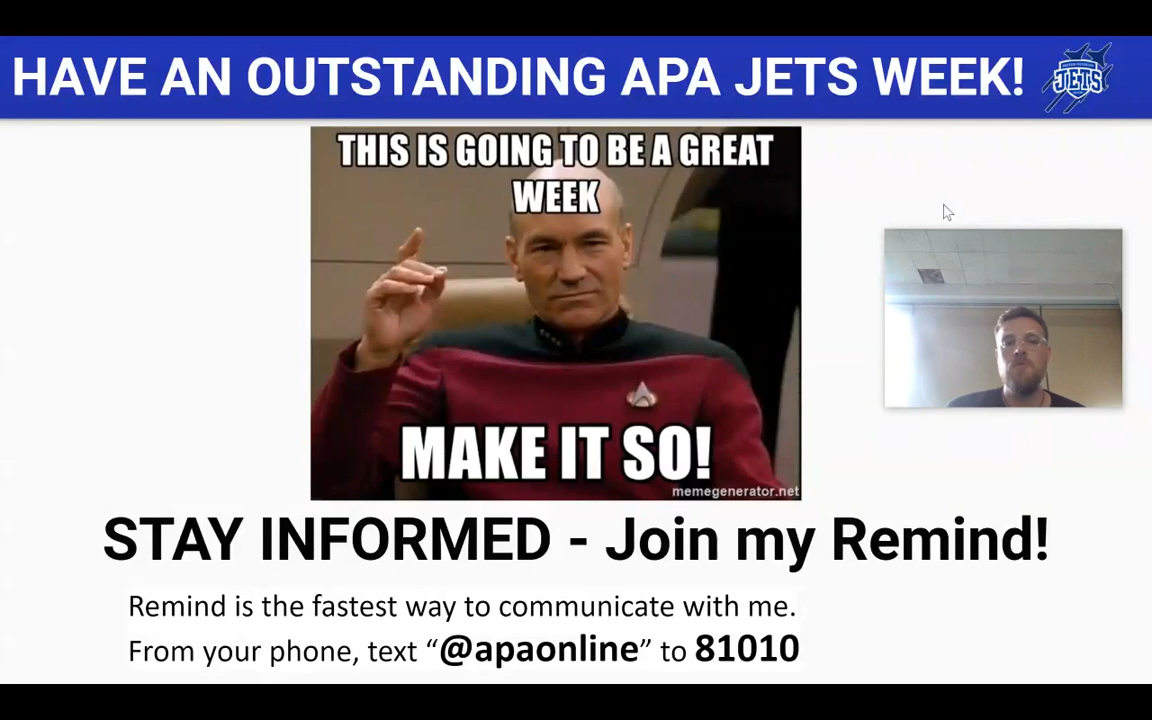 HAVE AN OUTSTANDING APA JETS WEEK!
JETS
THIS IS GOING TO BE A GREAT
WEEK
MAKE IT SO!
memegenerator.net
STAY INFORMED - Join my Remind!
Remind is the fastest way to communicate with me.
From your phone, text “@apaonline” to 81010